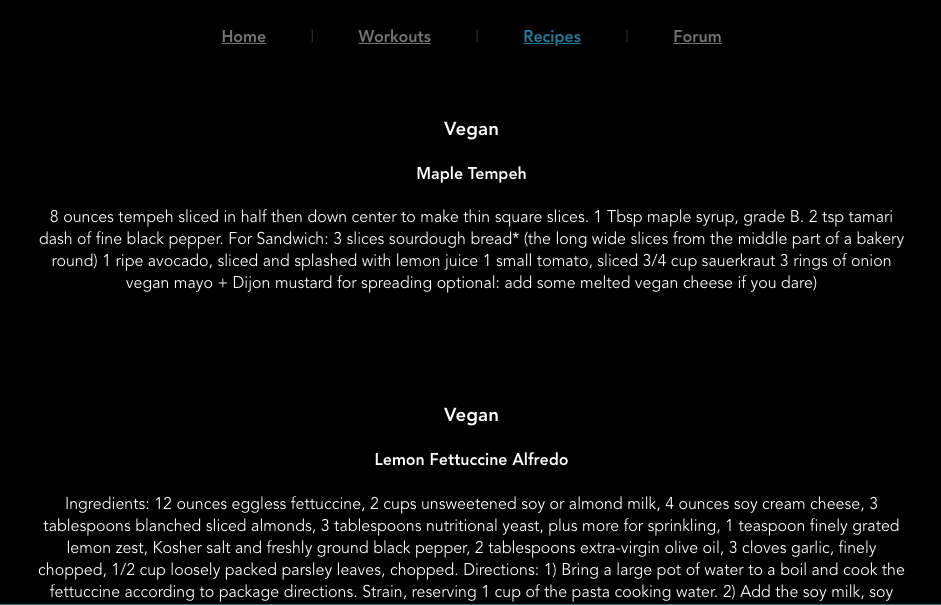 Home | Workouts | Recipes | Forum
Vegan
Maple Tempeh
8 ounces tempeh sliced in half then down center to make thin square slices. 1 Tbsp maple syrup, grade B. 2 tsp tamari
dash of fine black pepper. For Sandwich: 3 slices sourdough bread* (the long wide slices from the middle part of a bakery
round) 1 ripe avocado, sliced and splashed with lemon juice 1 small tomato, sliced 3/4 cup sauerkraut 3 rings of onion
vegan mayo + Dijon mustard for spreading optional: add some melted vegan cheese if you dare)
Vegan
Lemon Fettuccine Alfredo
Ingredients: 12 ounces eggless fettuccine, 2 cups unsweetened soy or almond milk, 4 ounces soy cream cheese, 3
tablespoons blanched sliced almonds, 3 tablespoons nutritional yeast, plus more for sprinkling, 1 teaspoon finely grated
lemon zest, Kosher salt and freshly ground black pepper, 2 tablespoons extra-virgin olive oil, 3 cloves garlic, finely
chopped, 1/2 cup loosely packed parsley leaves, chopped. Directions: 1) Bring a large pot of water to a boil and cook the
fettuccine according to package directions. Strain, reserving 1 cup of the pasta cooking water. 2) Add the soy milk, soy